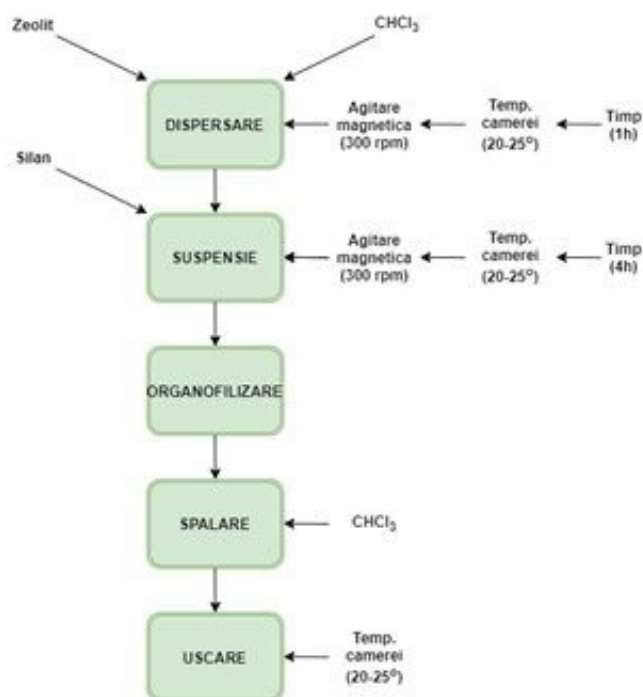 Zeolit
CHCl₃
DISPERSARE
Agitare
magnetica
(300 rpm)
Temp.
camerei
(20-25°)
Timp
(1h)
Silan
SUSPENSIE
Agitare
magnetica
(300 rpm)
Temp.
camerei
(20-25°)
Timp
(4h)
ORGANOFILIZARE
SPALARE
CHCl₃
USCARE
Temp.
camerei
(20-25°)